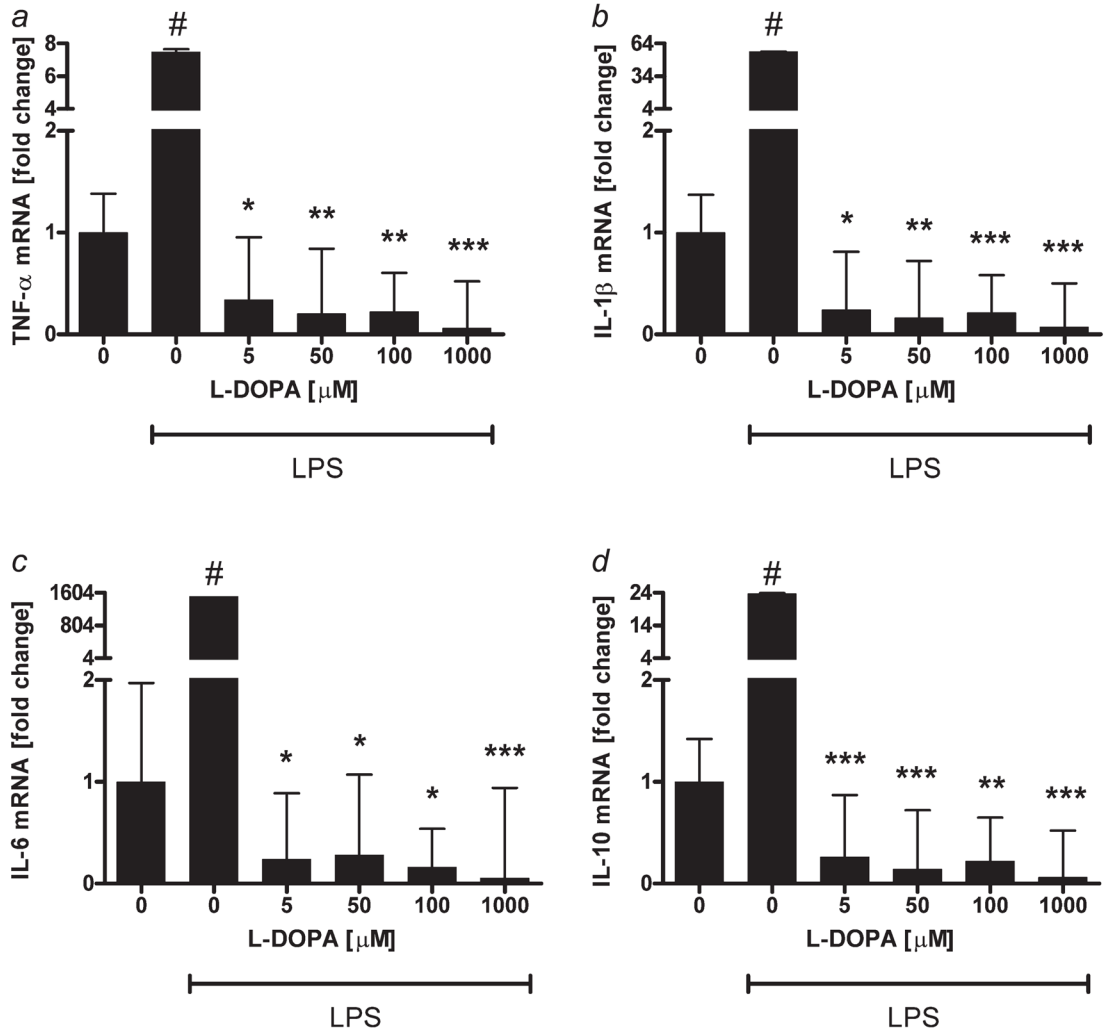 a
#
TNF-α mRNA [fold change]
8
6
4
2
1
0
* ** ** ***
0 0 5 50 100 1000
L-DOPA [μM]
LPS
b
#
IL-1β mRNA [fold change]
64
34
4
2
1
0
* ** *** ***
0 0 5 50 100 1000
L-DOPA [μM]
LPS
c
#
IL-6 mRNA [fold change]
1604
804
4
2
1
0
* * * ***
0 0 5 50 100 1000
L-DOPA [μM]
LPS
d
#
IL-10 mRNA [fold change]
24
14
4
2
1
0
*** *** ** ***
0 0 5 50 100 1000
L-DOPA [μM]
LPS